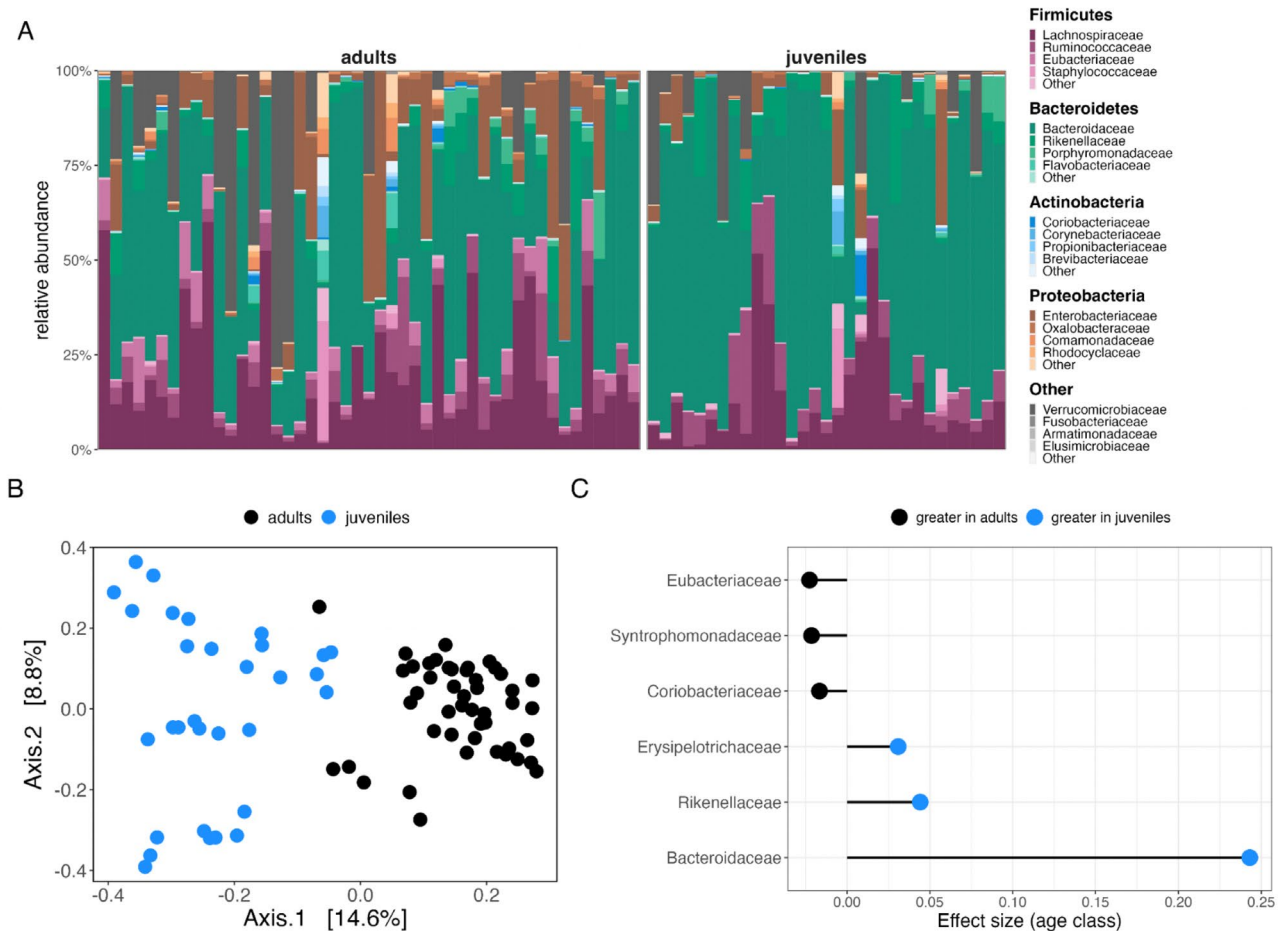 A
adults
juveniles
100%
75%
50%
25%
0%
relative abundance
Firmicutes
Lachnospiraceae
Ruminococcaceae
Eubacteriaceae
Staphylococcaceae
Other
Bacteroidetes
Bacteroidaceae
Rikenellaceae
Porphyromonadaceae
Flavobacteriaceae
Other
Actinobacteria
Coriobacteriaceae
Corynebacteriaceae
Propionibacteriaceae
Brevibacteriaceae
Other
Proteobacteria
Enterobacteriaceae
Oxalobacteraceae
Comamonadaceae
Rhodocyclaceae
Other
Other
Verrucomicrobiaceae
Fusobacteriaceae
Armatimonadaceae
Elusimicrobiaceae
Other
B
adults juveniles
0.4
0.2
0.0
-0.2
-0.4
Axis.2 [8.8%]
-0.4 -0.2 0.0 0.2
Axis.1 [14.6%]
C
greater in adults greater in juveniles
Eubacteriaceae
Syntrophomonadaceae
Coriobacteriaceae
Erysipelotrichaceae
Rikenellaceae
Bacteroidaceae
0.00 0.05 0.10 0.15 0.20 0.25
Effect size (age class)